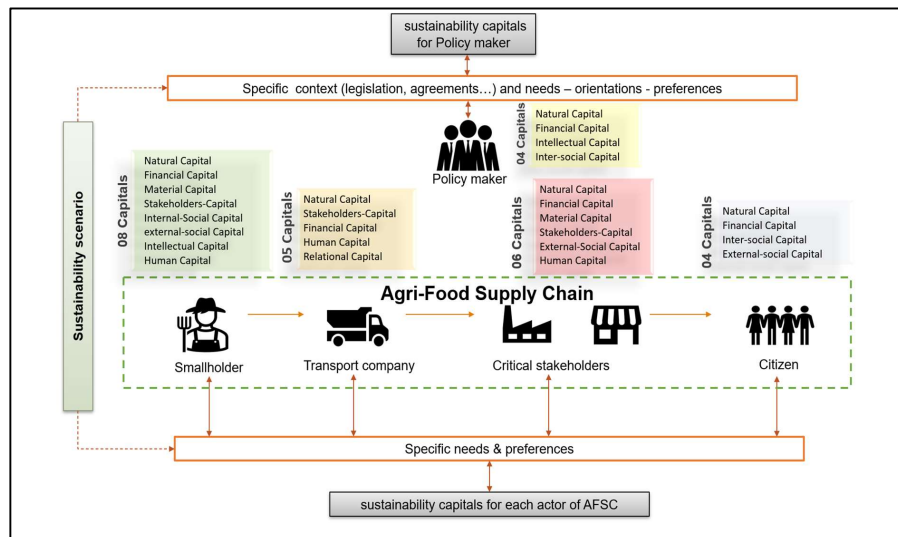 sustainability capitals
for Policy maker
Specific context (legislation, agreements...) and needs – orientations - preferences
Sustainability scenario
04 Capitals
Natural Capital
Financial Capital
Intellectual Capital
Inter-social Capital
Policy maker
08 Capitals
Natural Capital
Financial Capital
Material Capital
Stakeholders-Capital
Internal-Social Capital
external-social Capital
Intellectual Capital
Human Capital
05 Capitals
Natural Capital
Stakeholders-Capital
Financial Capital
Human Capital
Relational Capital
06 Capitals
Natural Capital
Financial Capital
Material Capital
Stakeholders-Capital
External-Social Capital
Human Capital
04 Capitals
Natural Capital
Financial Capital
Inter-social Capital
External-social Capital
Agri-Food Supply Chain
Smallholder
Transport company
Critical stakeholders
Citizen
Specific needs & preferences
sustainability capitals for each actor of AFSC